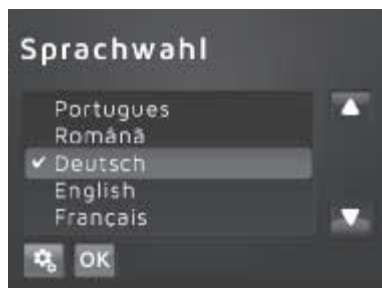 Sprachwahl
Portugues
Română
Deutsch
English
Français
OK